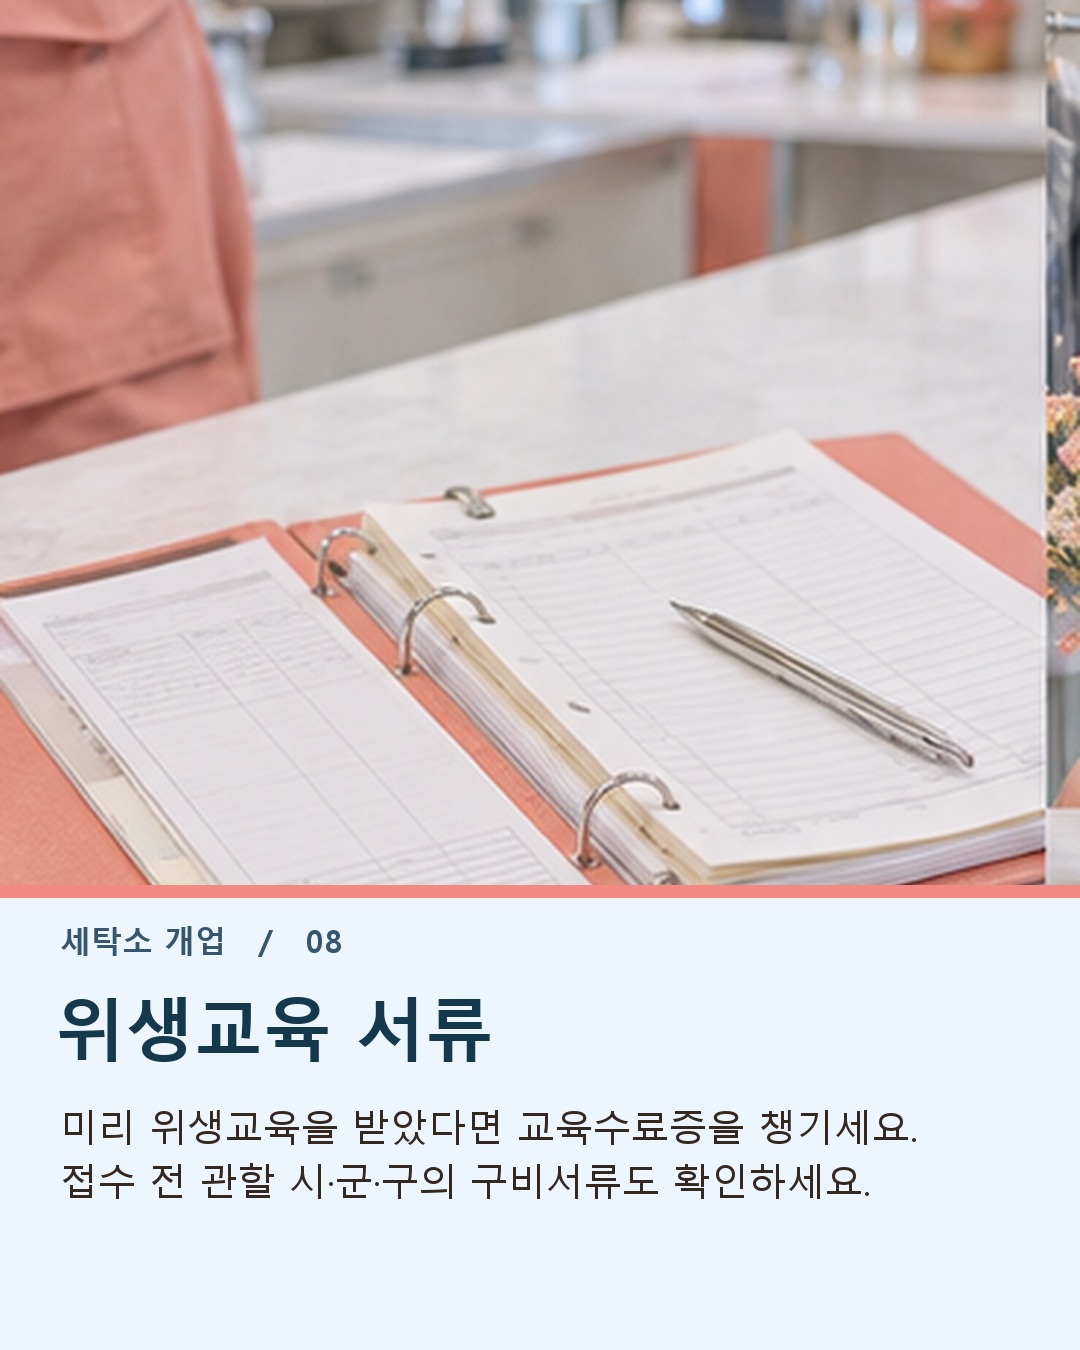 세탁소 개업 / 08
위생교육 서류
미리 위생교육을 받았다면 교육수료증을 챙기세요.
접수 전 관할 시·군·구의 구비서류도 확인하세요.